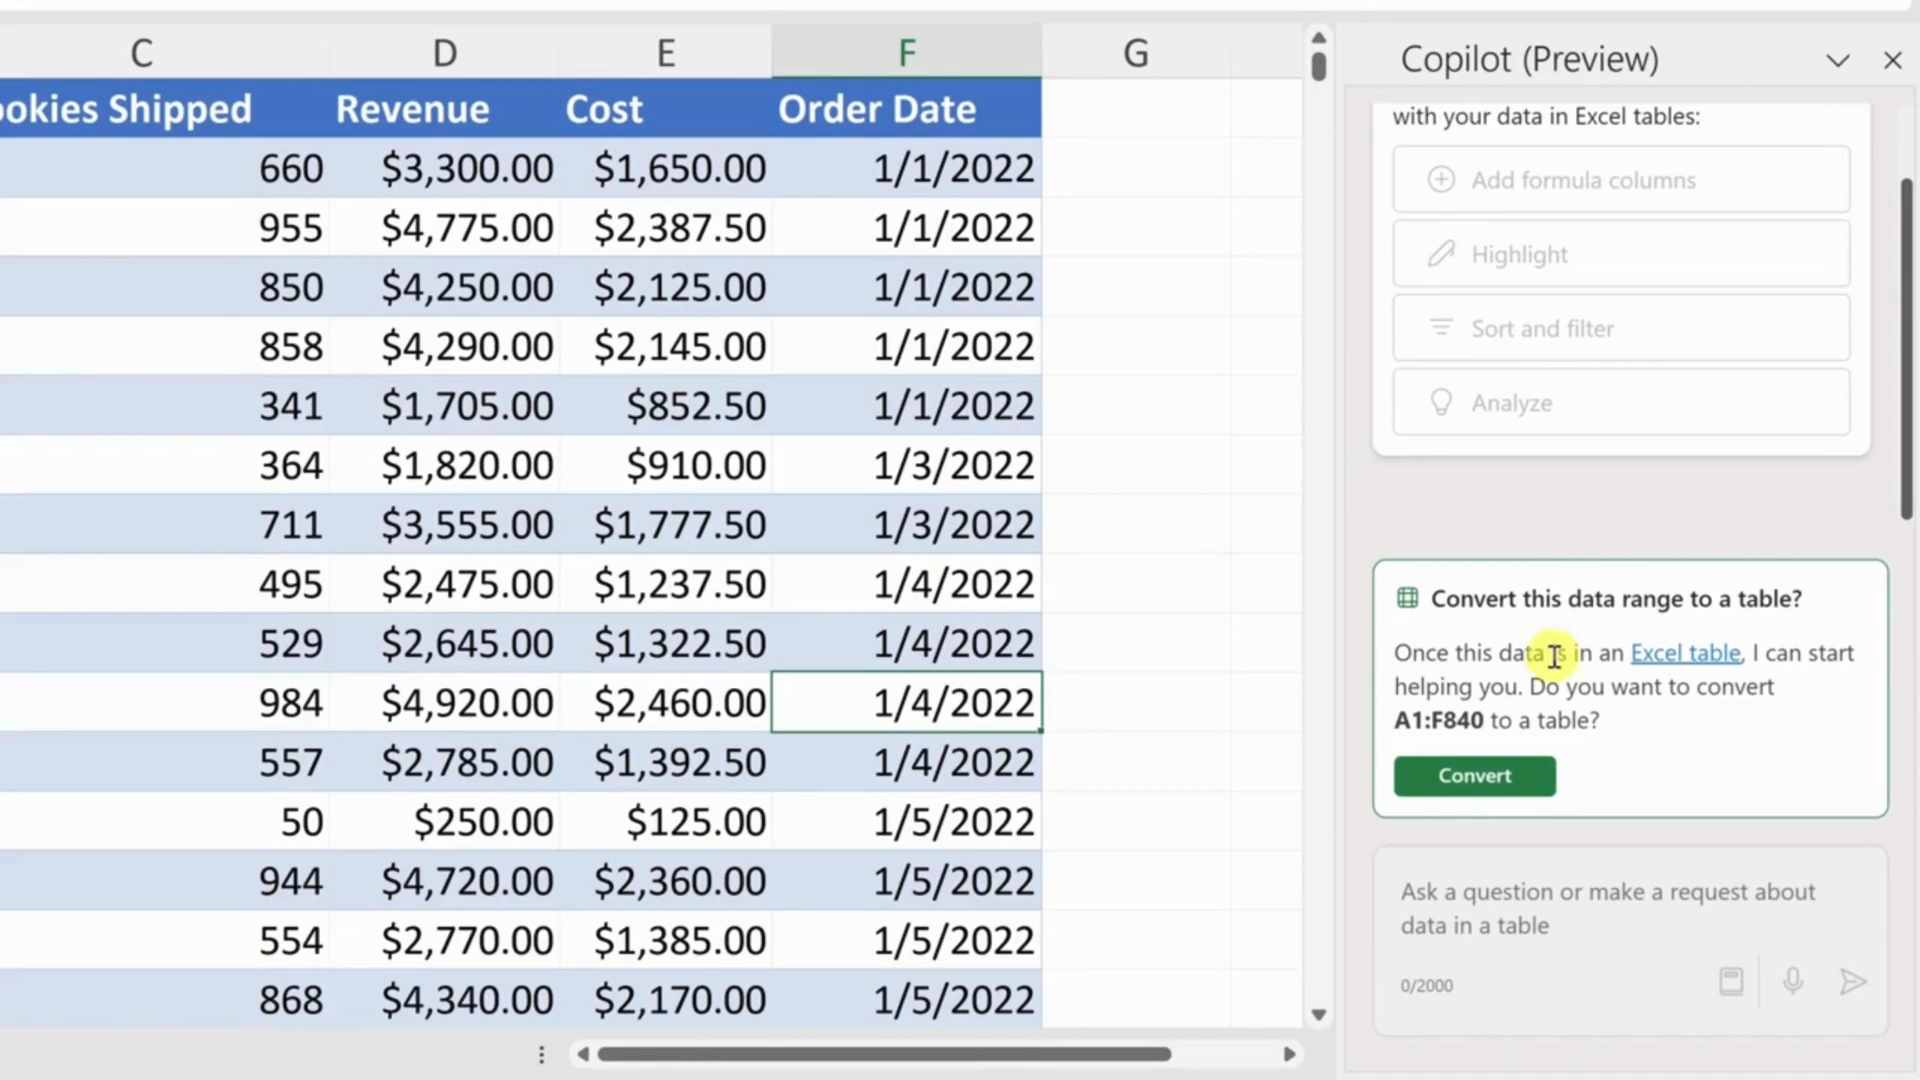 C D E F G
ookies Shipped Revenue Cost Order Date
660 $3,300.00 $1,650.00 1/1/2022
955 $4,775.00 $2,387.50 1/1/2022
850 $4,250.00 $2,125.00 1/1/2022
858 $4,290.00 $2,145.00 1/1/2022
341 $1,705.00 $852.50 1/1/2022
364 $1,820.00 $910.00 1/3/2022
711 $3,555.00 $1,777.50 1/3/2022
495 $2,475.00 $1,237.50 1/4/2022
529 $2,645.00 $1,322.50 1/4/2022
984 $4,920.00 $2,460.00 1/4/2022
557 $2,785.00 $1,392.50 1/4/2022
50 $250.00 $125.00 1/5/2022
944 $4,720.00 $2,360.00 1/5/2022
554 $2,770.00 $1,385.00 1/5/2022
868 $4,340.00 $2,170.00 1/5/2022
Copilot (Preview)
with your data in Excel tables:
Add formula columns
Highlight
Sort and filter
Analyze
Convert this data range to a table?
Once this data is in an Excel table, I can start
helping you. Do you want to convert
A1:F840 to a table?
Convert
Ask a question or make a request about
data in a table
0/2000